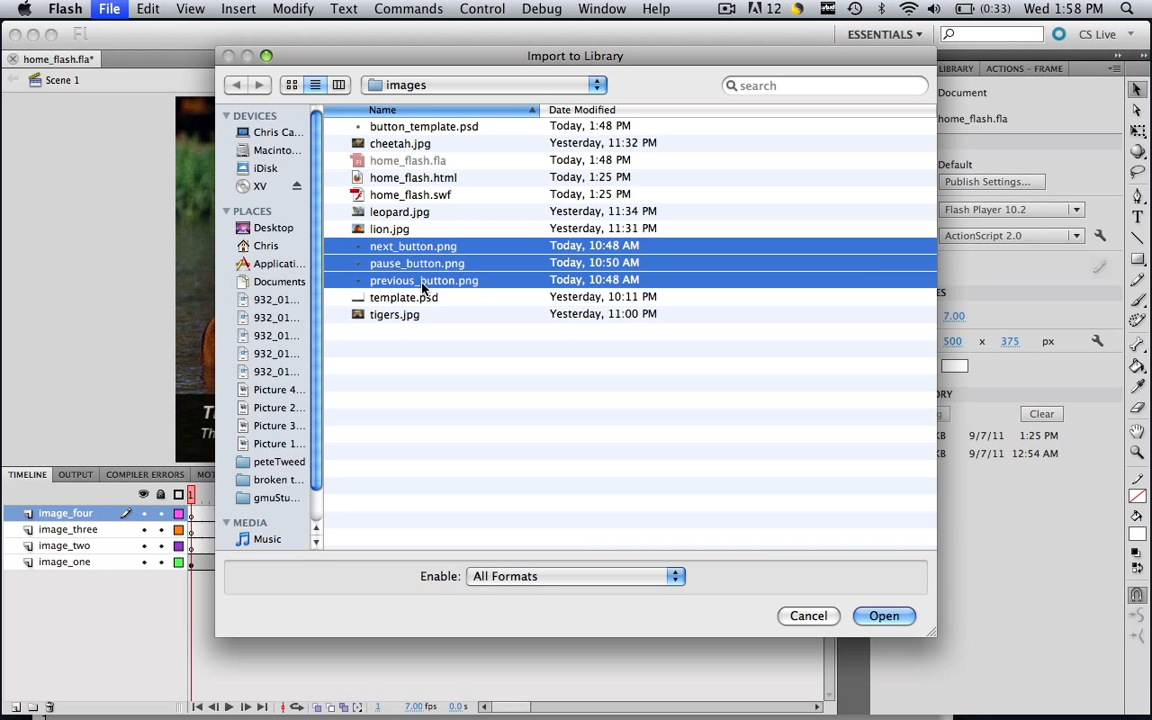 Flash File Edit View Insert Modify Text Commands Control Debug Window Help 12 (0:33) Wed 1:58 PM
Fl ESSENTIALS CS Live
home_flash.fla*
Scene 1
Import to Library
images
search
DEVICES
Chris Ca...
Macinto...
iDisk
XV
PLACES
Desktop
Chris
Applicati...
Documents
932_01...
932_01...
932_01...
932_01...
932_01...
Picture 4...
Picture 2...
Picture 3...
Picture 1...
peteTweed
broken t...
gmuStu...
MEDIA
Music
Name Date Modified
button_template.psd Today, 1:48 PM
cheetah.jpg Yesterday, 11:32 PM
home_flash.fla Today, 1:48 PM
home_flash.html Today, 1:25 PM
home_flash.swf Today, 1:25 PM
leopard.jpg Yesterday, 11:34 PM
lion.jpg Yesterday, 11:31 PM
next_button.png Today, 10:48 AM
pause_button.png Today, 10:50 AM
previous_button.png Today, 10:48 AM
template.psd Yesterday, 10:11 PM
tigers.jpg Yesterday, 11:00 PM
Enable: All Formats
Cancel Open
LIBRARY ACTIONS - FRAME
Document
home_flash.fla
Default
Publish Settings...
Flash Player 10.2
ActionScript 2.0
ES
7.00
500 x 375 px
ORY
g Clear
KB 9/7/11 1:25 PM
KB 9/7/11 12:54 AM
TIMELINE OUTPUT COMPILER ERRORS MOT
1
image_four
image_three
image_two
image_one
1 7.00 fps 0.0 s